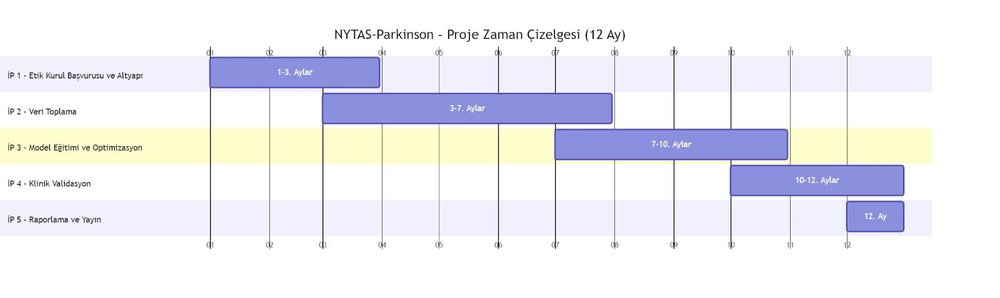 NYTAS-Parkinson – Proje Zaman Çizelgesi (12 Ay)
01 02 03 04 05 06 07 08 09 10 11 12
İP 1 - Etik Kurul Başvurusu ve Altyapı 1-3. Aylar
İP 2 - Veri Toplama 3-7. Aylar
İP 3 - Model Eğitimi ve Optimizasyon 7-10. Aylar
İP 4 - Klinik Validasyon 10-12. Aylar
İP 5 - Raporlama ve Yayın 12. Ay
01 02 03 04 05 06 07 08 09 10 11 12